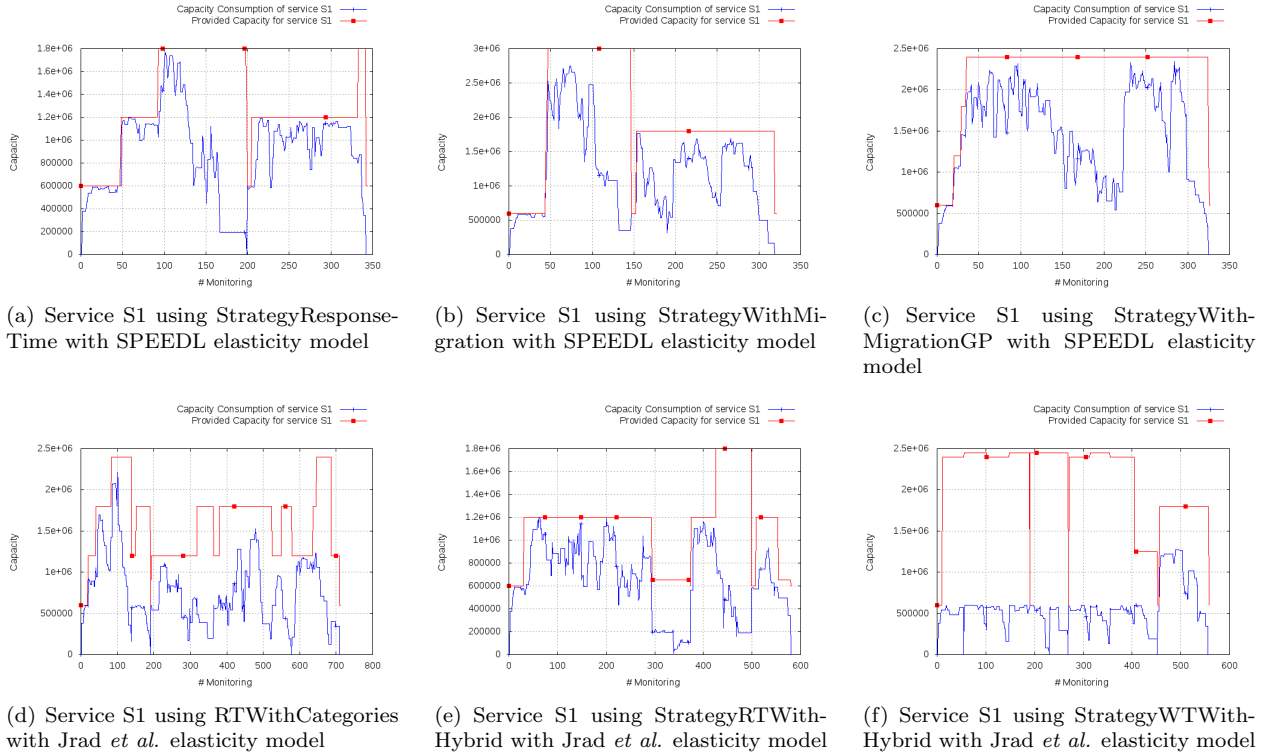 Capacity Consumption of service S1
Provided Capacity for service S1
1.8e+06
1.6e+06
1.4e+06
1.2e+06
1e+06
800000
600000
400000
200000
0
Capacity
0 50 100 150 200 250 300 350
# Monitoring
(a) Service S1 using StrategyResponse-
Time with SPEEDL elasticity model
Capacity Consumption of service S1
Provided Capacity for service S1
3e+06
2.5e+06
2e+06
1.5e+06
1e+06
500000
0
Capacity
0 50 100 150 200 250 300 350
# Monitoring
(b) Service S1 using StrategyWithMi-
gration with SPEEDL elasticity model
Capacity Consumption of service S1
Provided Capacity for service S1
2.5e+06
2e+06
1.5e+06
1e+06
500000
0
Capacity
0 50 100 150 200 250 300 350
# Monitoring
(c) Service S1 using StrategyWith-
MigrationGP with SPEEDL elasticity
model
Capacity Consumption of service S1
Provided Capacity for service S1
2.5e+06
2e+06
1.5e+06
1e+06
500000
0
Capacity
0 100 200 300 400 500 600 700 800
# Monitoring
(d) Service S1 using RTWithCategories
with Jrad et al. elasticity model
Capacity Consumption of service S1
Provided Capacity for service S1
1.8e+06
1.6e+06
1.4e+06
1.2e+06
1e+06
800000
600000
400000
200000
0
Capacity
0 100 200 300 400 500 600
# Monitoring
(e) Service S1 using StrategyRTWith-
Hybrid with Jrad et al. elasticity model
Capacity Consumption of service S1
Provided Capacity for service S1
2.5e+06
2e+06
1.5e+06
1e+06
500000
0
Capacity
0 100 200 300 400 500 600
# Monitoring
(f) Service S1 using StrategyWTWith-
Hybrid with Jrad et al. elasticity model